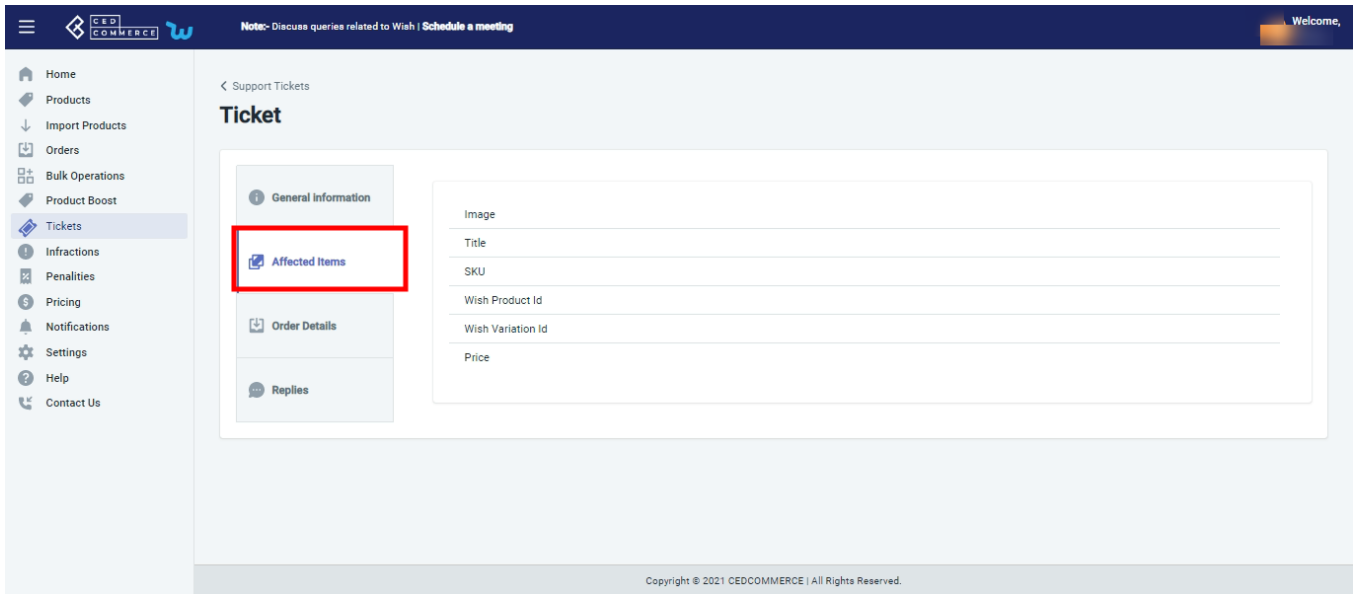 CED
COMMERCE
Note:- Discuss queries related to Wish | Schedule a meeting
Welcome,
Home
Products
Import Products
Orders
Bulk Operations
Product Boost
Tickets
Infractions
Penalities
Pricing
Notifications
Settings
Help
Contact Us
Support Tickets
Ticket
General Information
Affected Items
Order Details
Replies
Image
Title
SKU
Wish Product Id
Wish Variation Id
Price
Copyright © 2021 CEDCOMMERCE | All Rights Reserved.